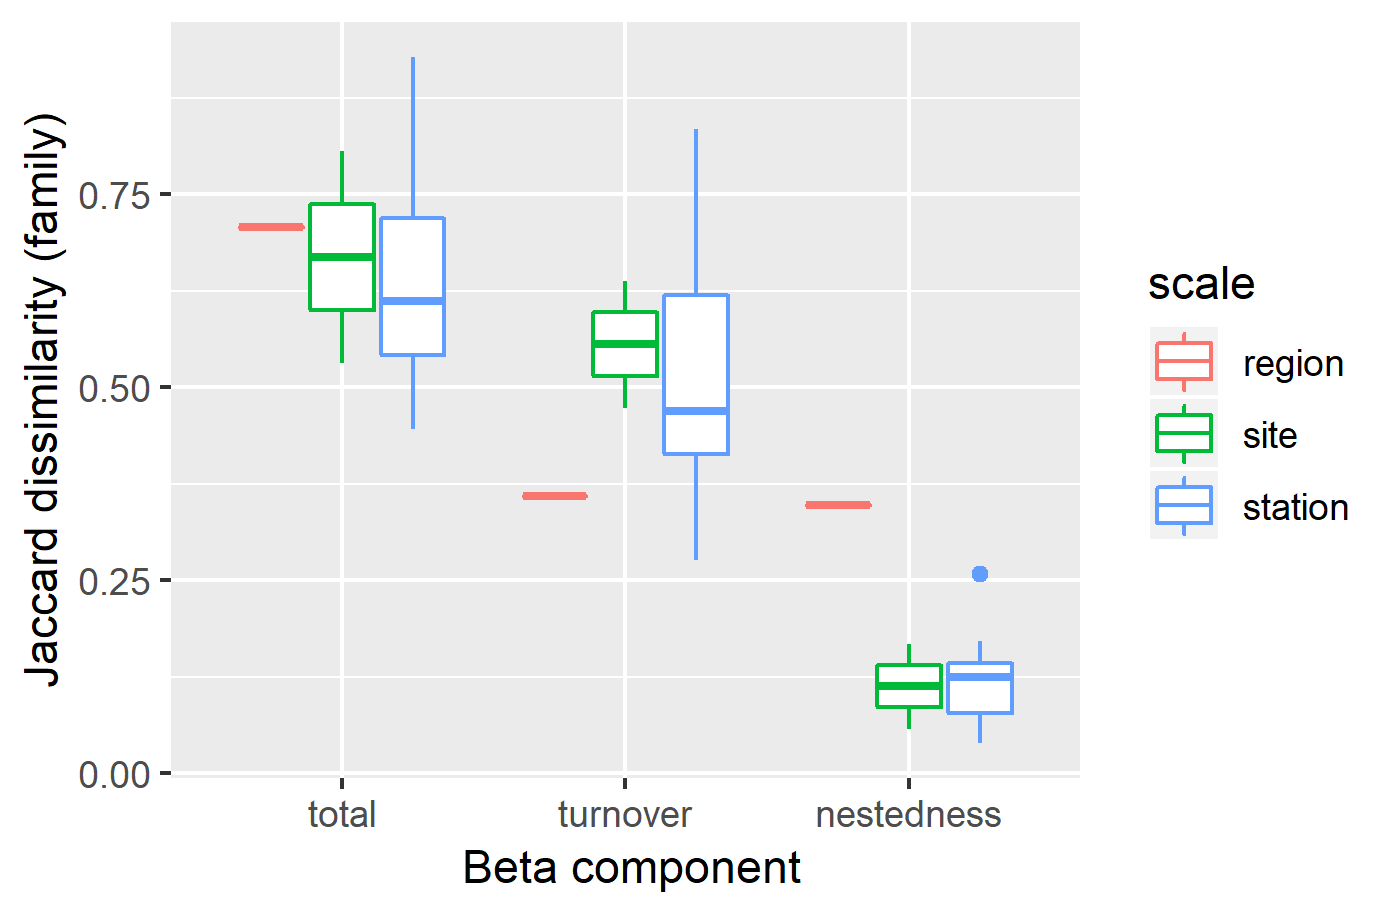 Jaccard dissimilarity (family)
0.75
0.50
0.25
0.00
total turnover nestedness
Beta component
scale
region
site
station